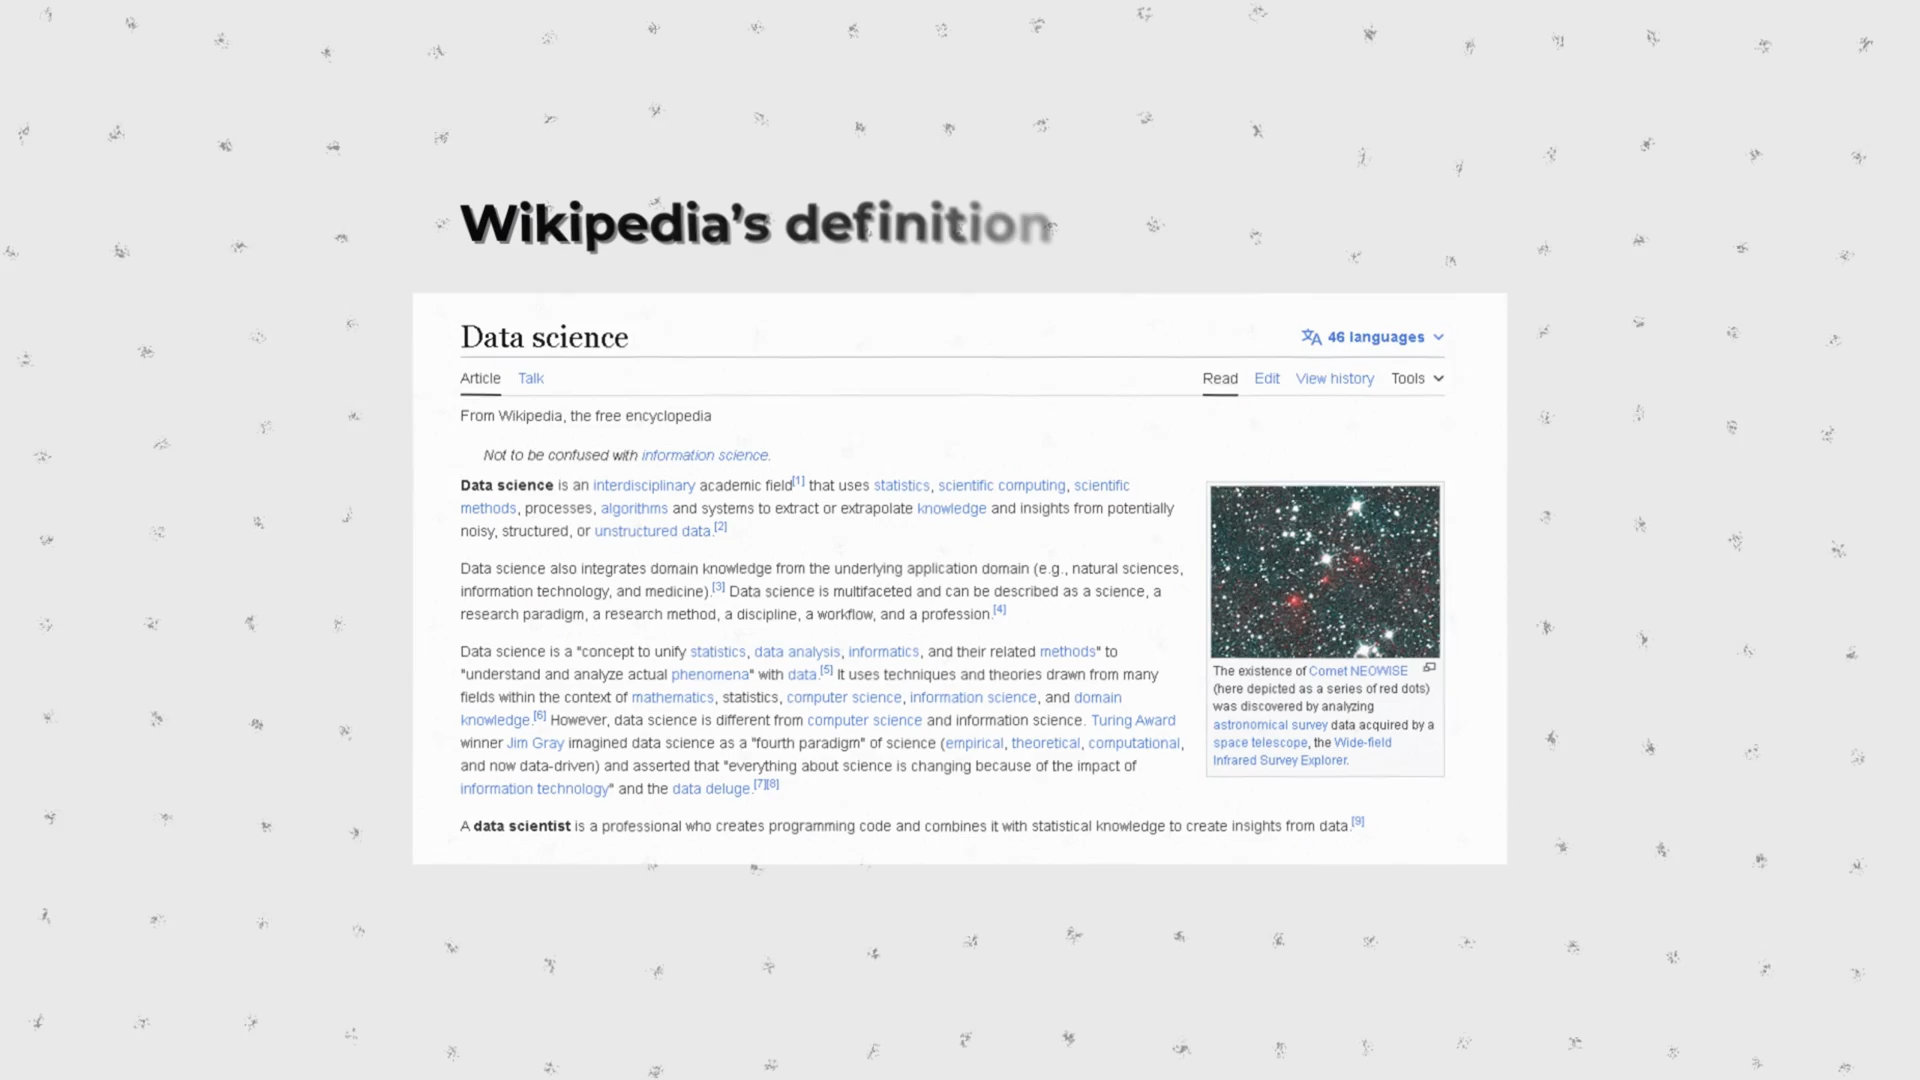 Wikipedia's definition
Data science
46 languages
Article Talk
Read Edit View history Tools
From Wikipedia, the free encyclopedia
Not to be confused with information science.
Data science is an interdisciplinary academic field[1] that uses statistics, scientific computing, scientific
methods, processes, algorithms and systems to extract or extrapolate knowledge and insights from potentially
noisy, structured, or unstructured data.[2]
Data science also integrates domain knowledge from the underlying application domain (e.g., natural sciences,
information technology, and medicine).[3] Data science is multifaceted and can be described as a science, a
research paradigm, a research method, a discipline, a workflow, and a profession.[4]
Data science is a "concept to unify statistics, data analysis, informatics, and their related methods" to
"understand and analyze actual phenomena" with data.[5] It uses techniques and theories drawn from many
fields within the context of mathematics, statistics, computer science, information science, and domain
knowledge.[6] However, data science is different from computer science and information science. Turing Award
winner Jim Gray imagined data science as a "fourth paradigm" of science (empirical, theoretical, computational,
and now data-driven) and asserted that "everything about science is changing because of the impact of
information technology" and the data deluge.[7][8]
A data scientist is a professional who creates programming code and combines it with statistical knowledge to create insights from data.[9]
The existence of Comet NEOWISE
(here depicted as a series of red dots)
was discovered by analyzing
astronomical survey data acquired by a
space telescope, the Wide-field
Infrared Survey Explorer.